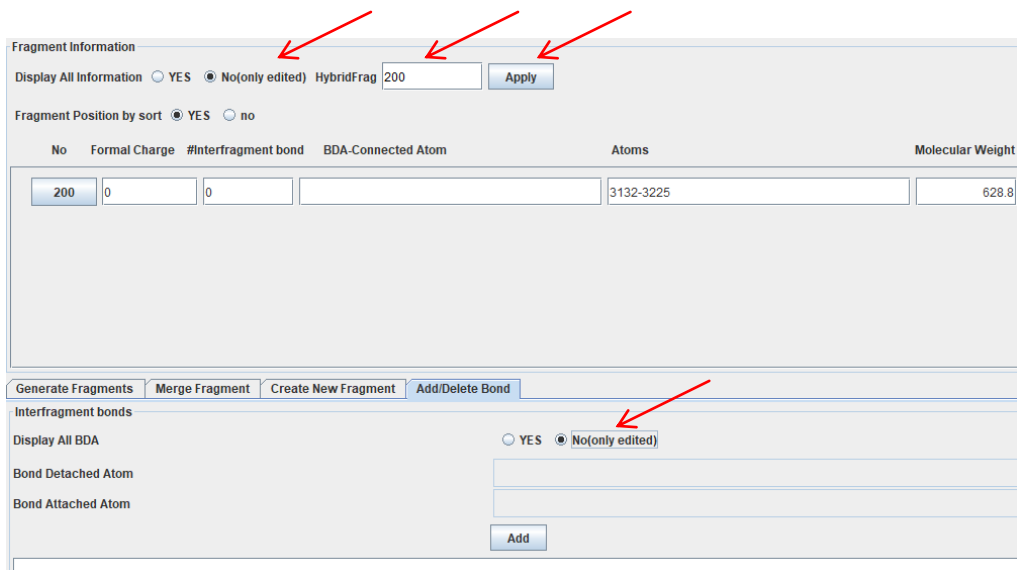 Fragment Information
Display All Information YES No(only edited) HybridFrag 200 Apply
Fragment Position by sort YES no
No Formal Charge #Interfragment bond BDA-Connected Atom Atoms Molecular Weight
200 0 0 3132-3225 628.8
Generate Fragments Merge Fragment Create New Fragment Add/Delete Bond
Interfragment bonds
Display All BDA YES No(only edited)
Bond Detached Atom
Bond Attached Atom
Add